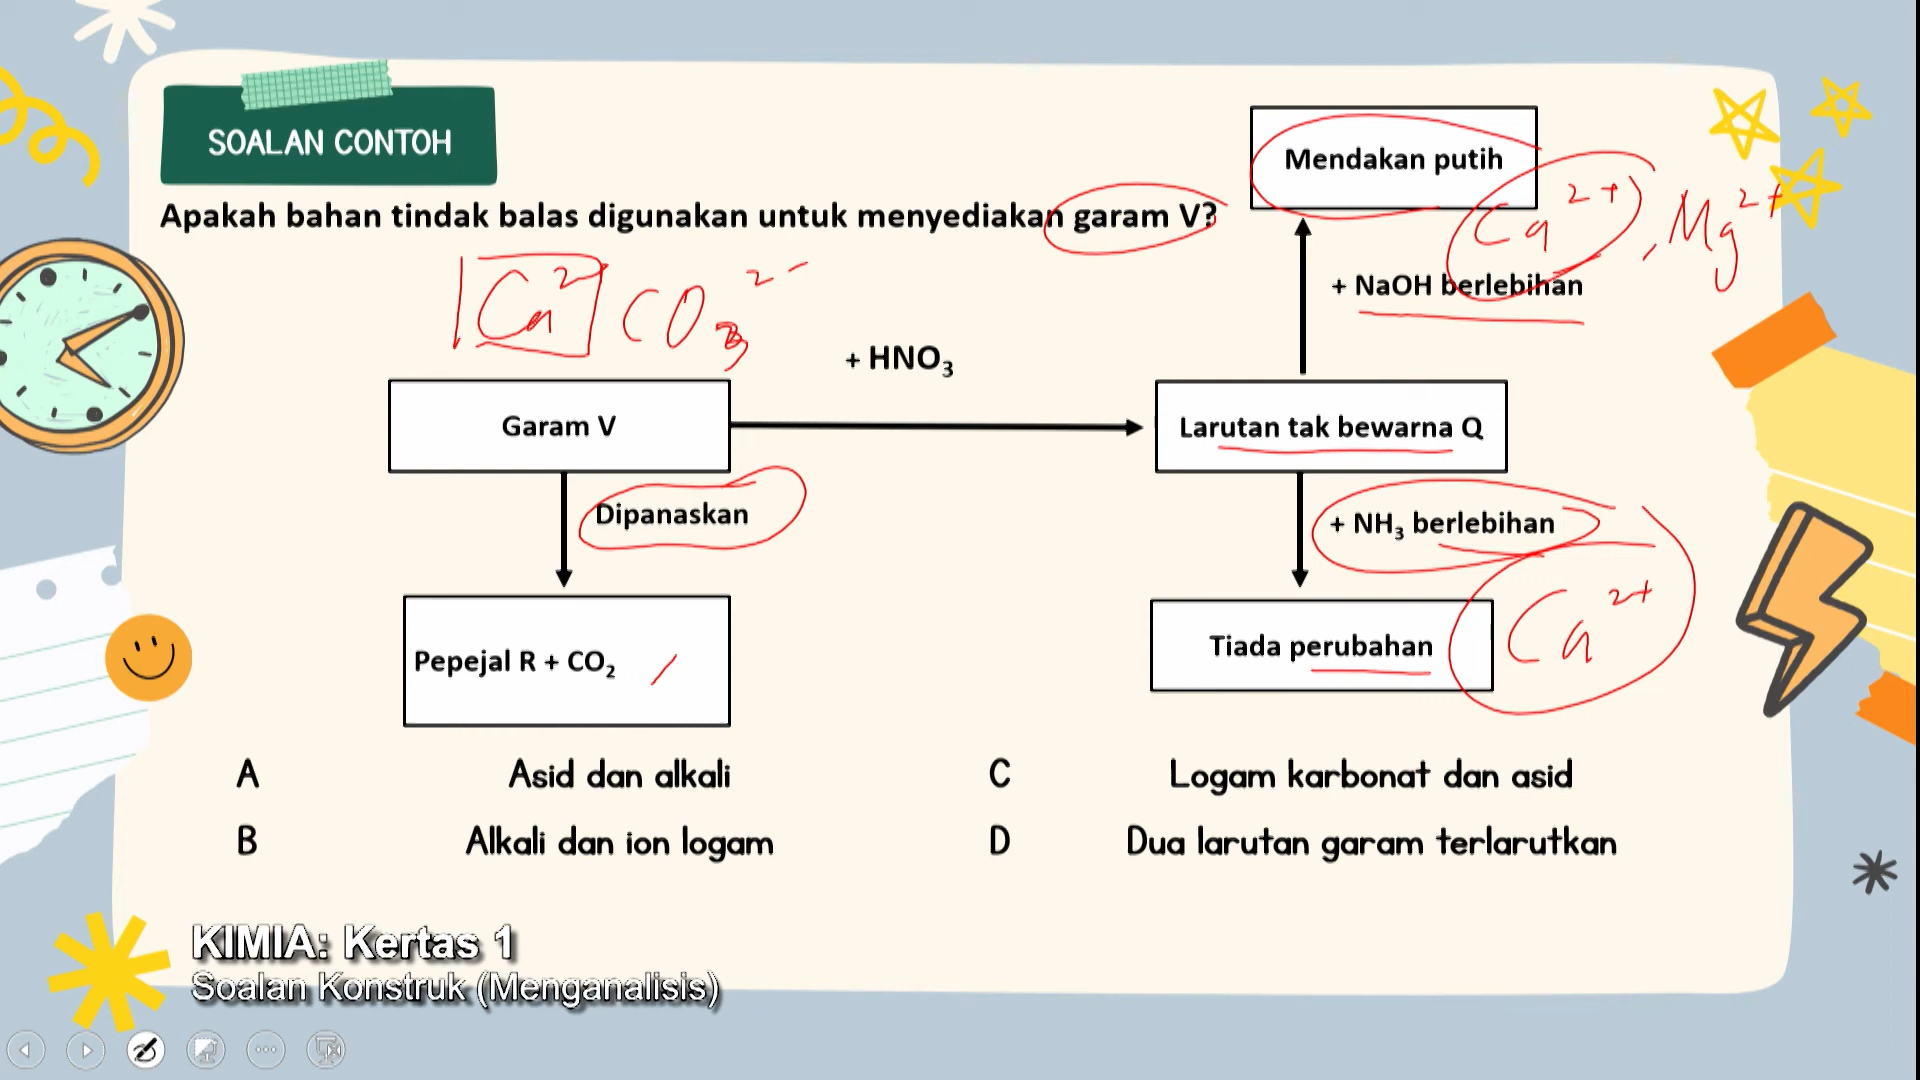 SOALAN CONTOH
Apakah bahan tindak balas digunakan untuk menyediakan garam V?
Mendakan putih
Ca²⁺, Mg²⁺
+ NaOH berlebihan
Ca² CO₃²⁻
+ HNO₃
Garam V
Larutan tak bewarna Q
Dipanaskan
+ NH₃ berlebihan
Pepejal R + CO₂
Tiada perubahan
Ca²⁺
A Asid dan alkali
C Logam karbonat dan asid
B Alkali dan ion logam
D Dua larutan garam terlarutkan
KIMIA: Kertas 1
Soalan Konstruk (Menganalisis)